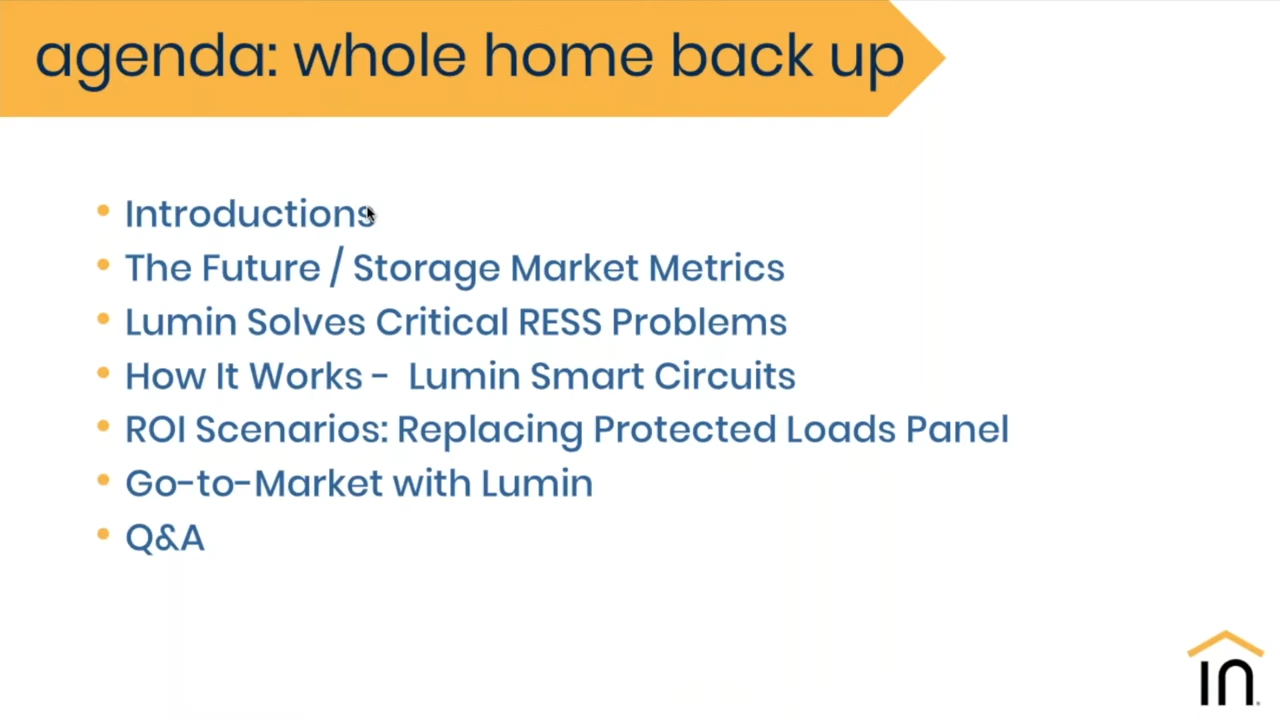 agenda: whole home back up
• Introductions
• The Future / Storage Market Metrics
• Lumin Solves Critical RESS Problems
• How It Works -  Lumin Smart Circuits
• ROI Scenarios: Replacing Protected Loads Panel
• Go-to-Market with Lumin
• Q&A
in